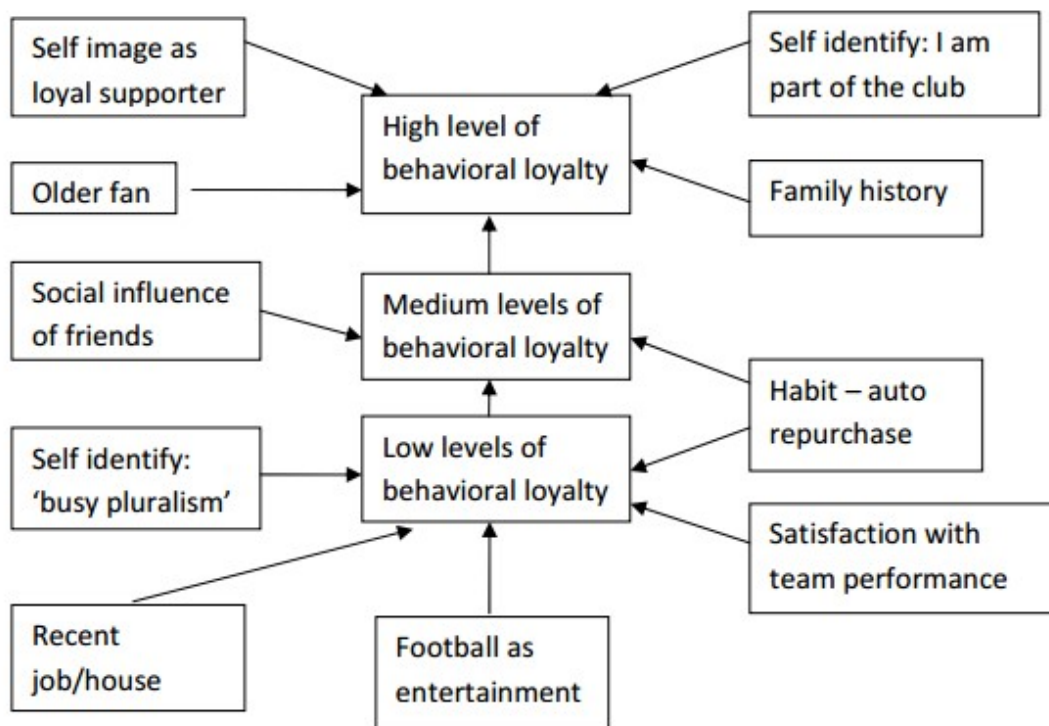 Self image as
loyal supporter
Self identify: I am
part of the club
High level of
behavioral loyalty
Older fan
Family history
Social influence
of friends
Medium levels of
behavioral loyalty
Habit – auto
repurchase
Self identify:
‘busy pluralism’
Low levels of
behavioral loyalty
Satisfaction with
team performance
Recent
job/house
Football as
entertainment